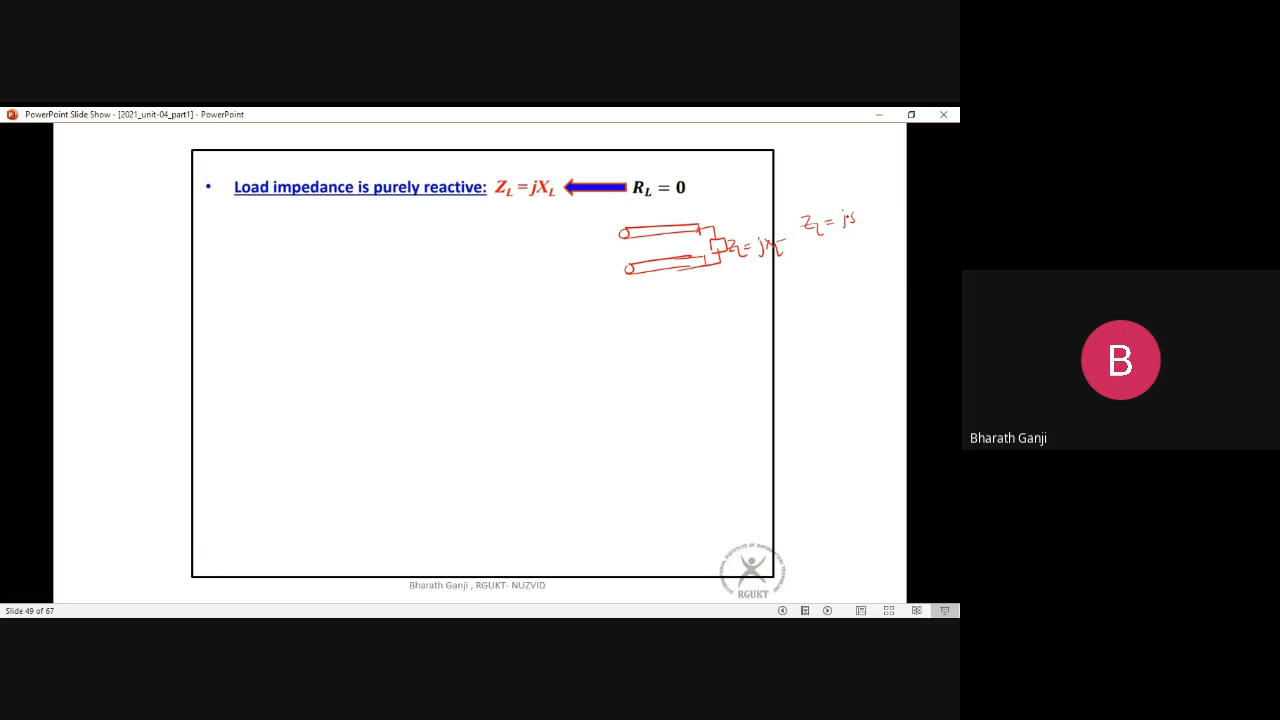 PowerPoint Slide Show - [2021_unit-04_part1] - PowerPoint
• Load impedance is purely reactive: Z_L = jX_L R_L = 0
Z_L = j
Z_L = jX_L
B
Bharath Ganji
RGUKT
Bharath Ganji , RGUKT- NUZVID
Slide 49 of 67